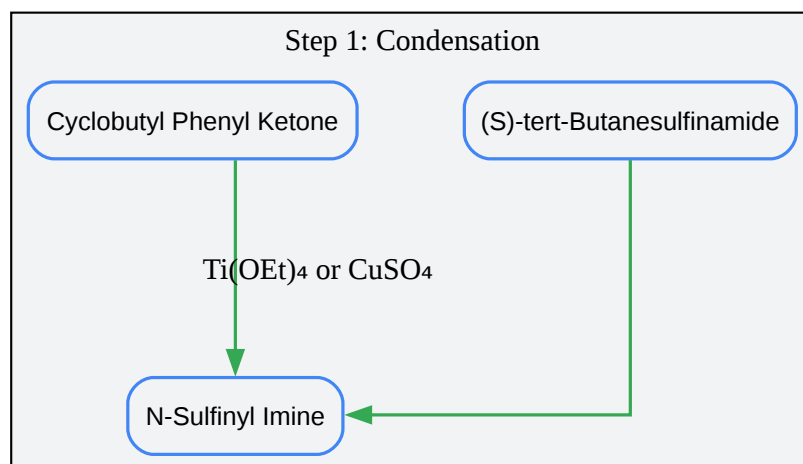 Step 1: Condensation
Cyclobutyl Phenyl Ketone
(S)-tert-Butanesulfinamide
Ti(OEt)₄ or CuSO₄
N-Sulfinyl Imine